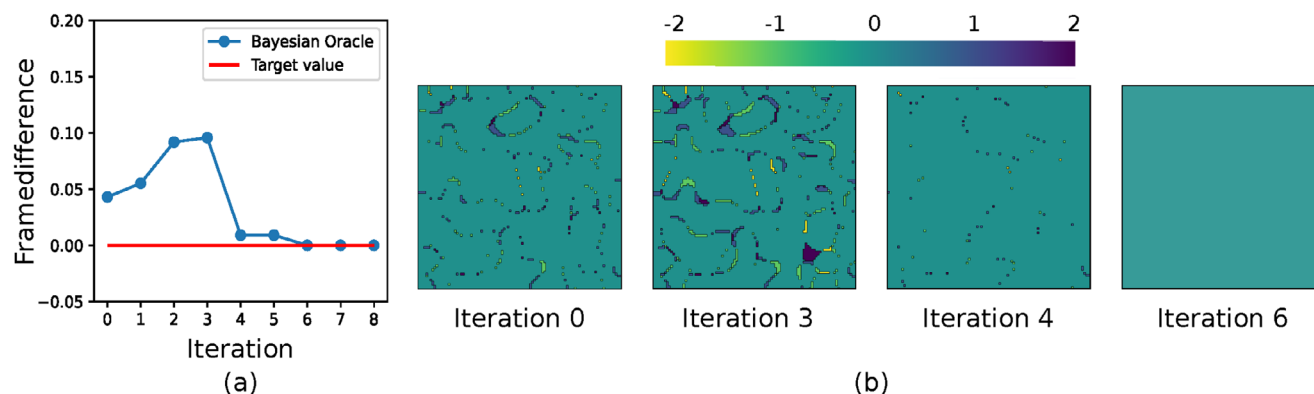 0.20
0.15
0.10
0.05
0.00
−0.05
Framedifference
0 1 2 3 4 5 6 7 8
Iteration
Bayesian Oracle
Target value
(a)
-2 -1 0 1 2
Iteration 0
Iteration 3
Iteration 4
Iteration 6
(b)